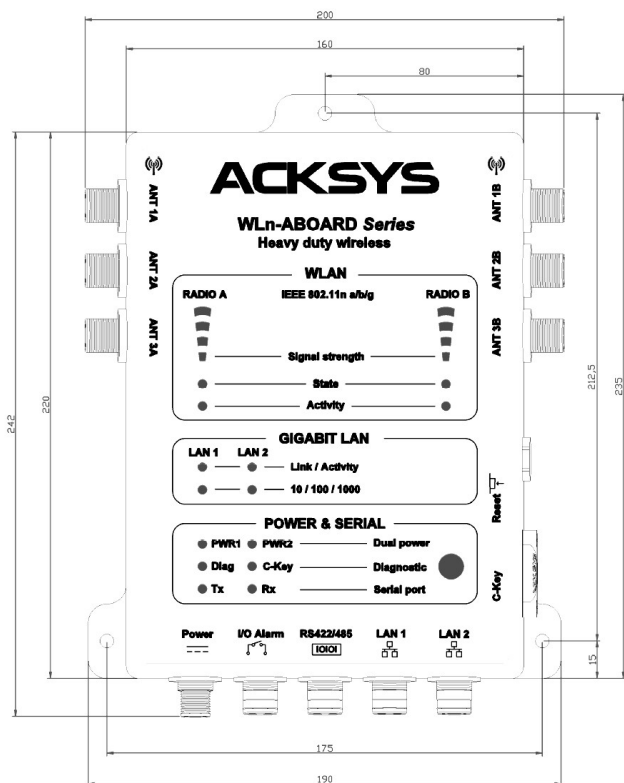 200
160
80
ACKSYS
WLn-ABOARD Series
Heavy duty wireless
ANT 1A
ANT 2A
ANT 3A
ANT 1B
ANT 2B
ANT 3B
WLAN
RADIO A IEEE 802.11n a/b/g RADIO B
Signal strength
State
Activity
GIGABIT LAN
LAN 1 LAN 2
Link / Activity
10 / 100 / 1000
POWER & SERIAL
PWR1 PWR2 Dual power
Diag C-Key Diagnostic
Tx Rx Serial port
Reset
C-Key
Power I/O Alarm RS422/485 LAN 1 LAN 2
IOIOI
242
220
212,5
235
15
175
190